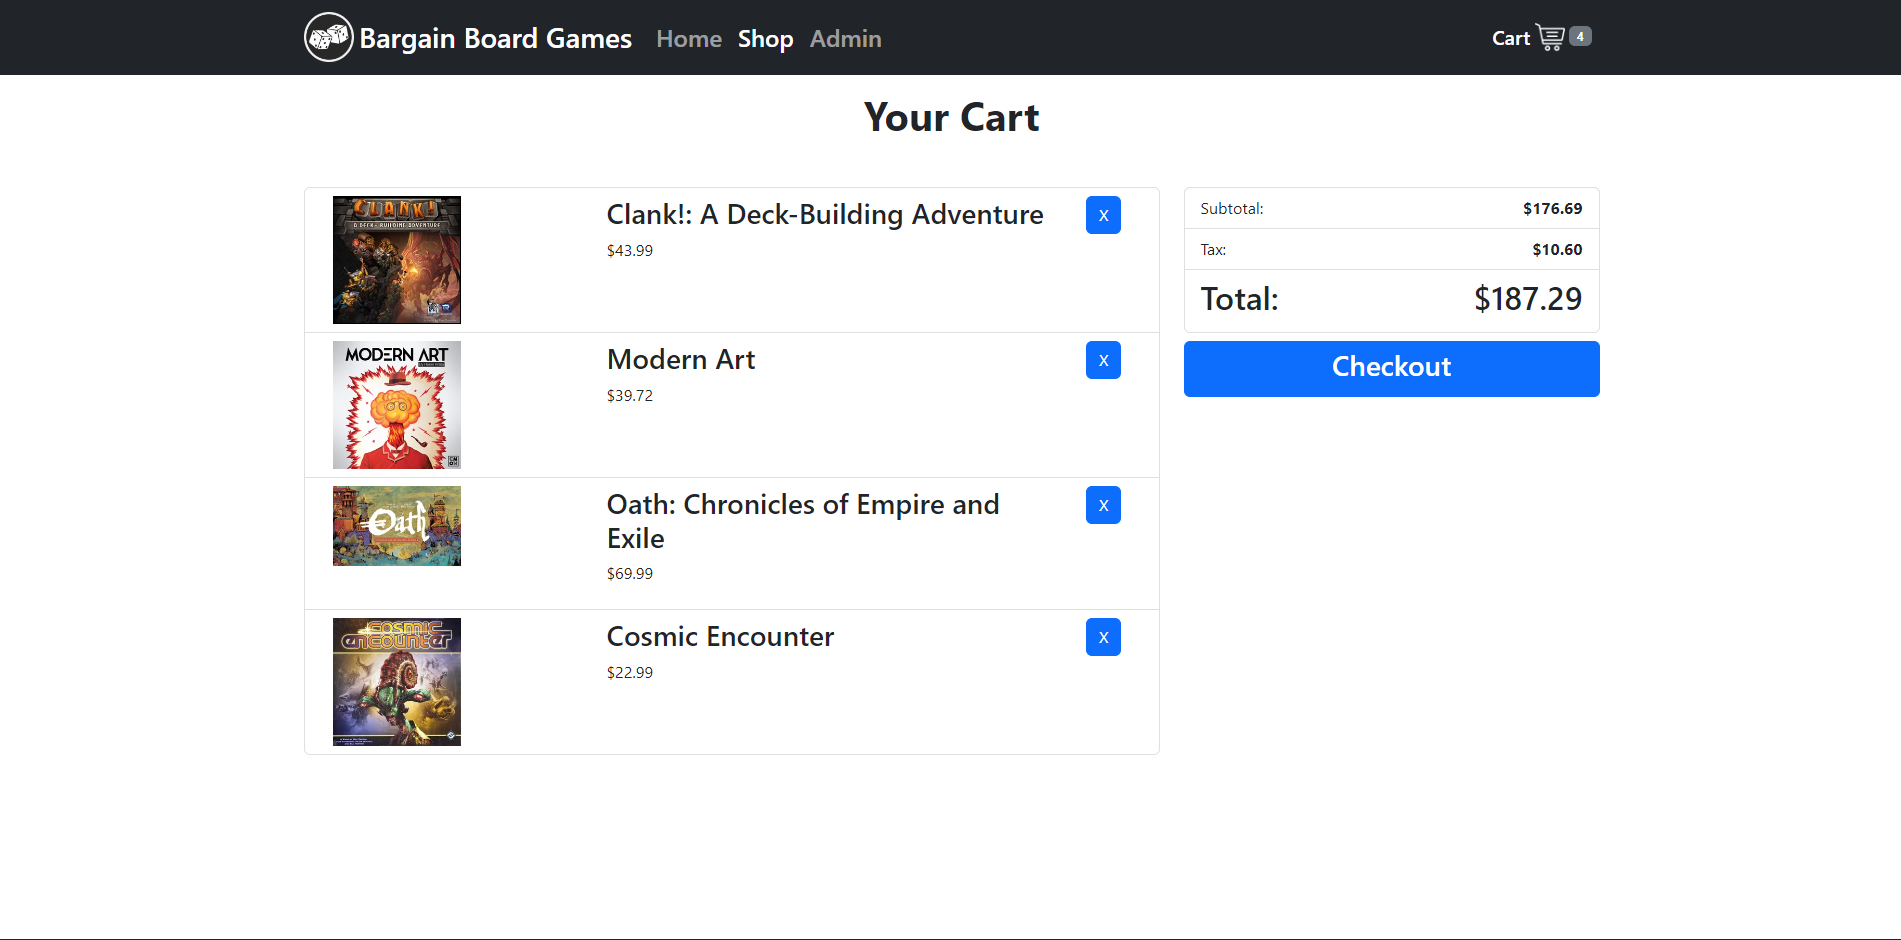 Bargain Board Games Home Shop Admin Cart 4
Your Cart
CLANK!
A DECK-BUILDING ADVENTURE
Clank!: A Deck-Building Adventure
X
$43.99
MODERN ART
Modern Art
X
$39.72
Oath
Oath: Chronicles of Empire and
Exile
X
$69.99
cosmic
encounter
Cosmic Encounter
X
$22.99
Subtotal: $176.69
Tax: $10.60
Total: $187.29
Checkout